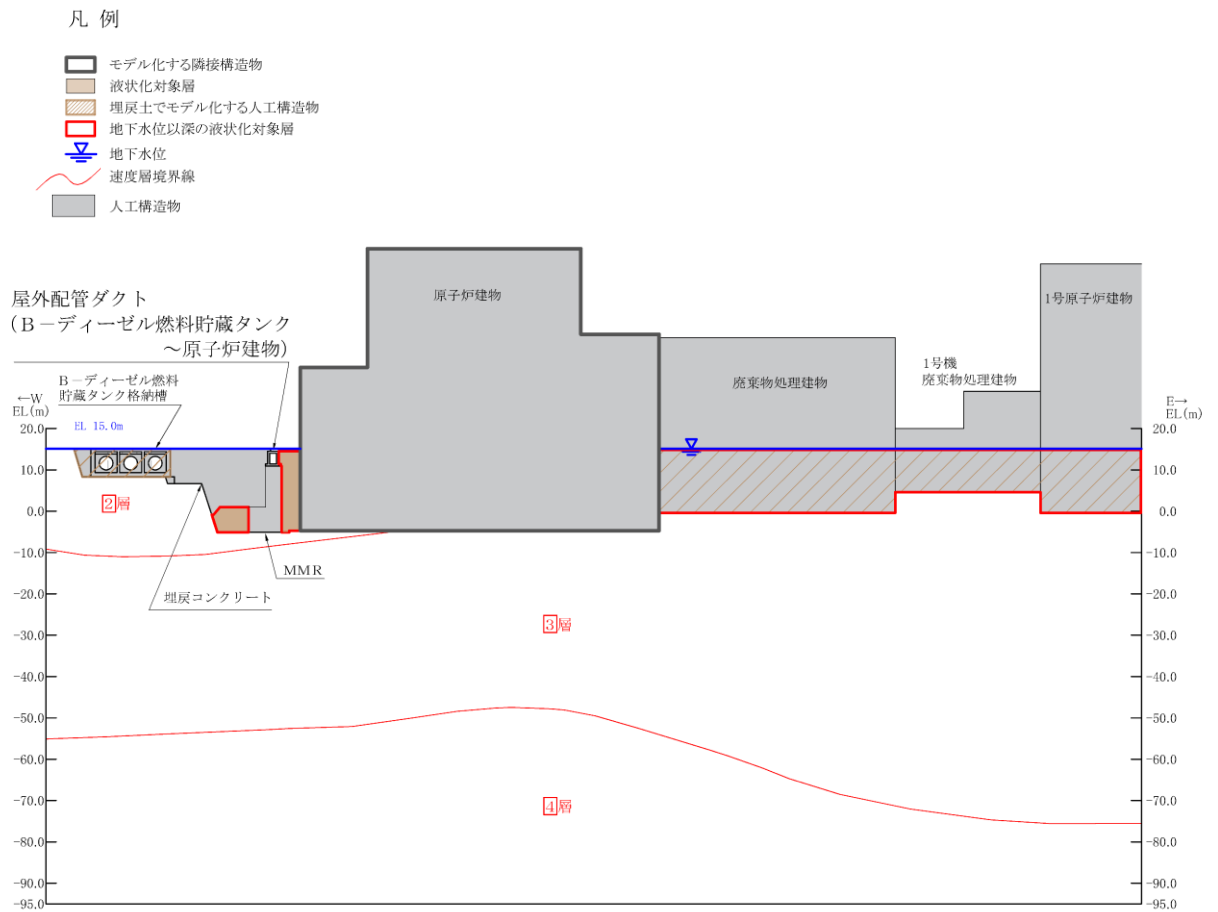 凡 例
モデル化する隣接構造物
液状化対象層
埋戻土でモデル化する人工構造物
地下水位以深の液状化対象層
地下水位
速度層境界線
人工構造物
屋外配管ダクト
(B-ディーゼル燃料貯蔵タンク
~原子炉建物)
B-ディーゼル燃料
貯蔵タンク格納槽
原子炉建物
廃棄物処理建物
1号機
廃棄物処理建物
1号原子炉建物
←W
EL(m)
E→
EL(m)
EL 15.0m
20.0
10.0
0.0
-10.0
-20.0
-30.0
-40.0
-50.0
-60.0
-70.0
-80.0
-90.0
-95.0
2層
MMR
埋戻コンクリート
3層
4層
20.0
10.0
0.0
-10.0
-20.0
-30.0
-40.0
-50.0
-60.0
-70.0
-80.0
-90.0
-95.0